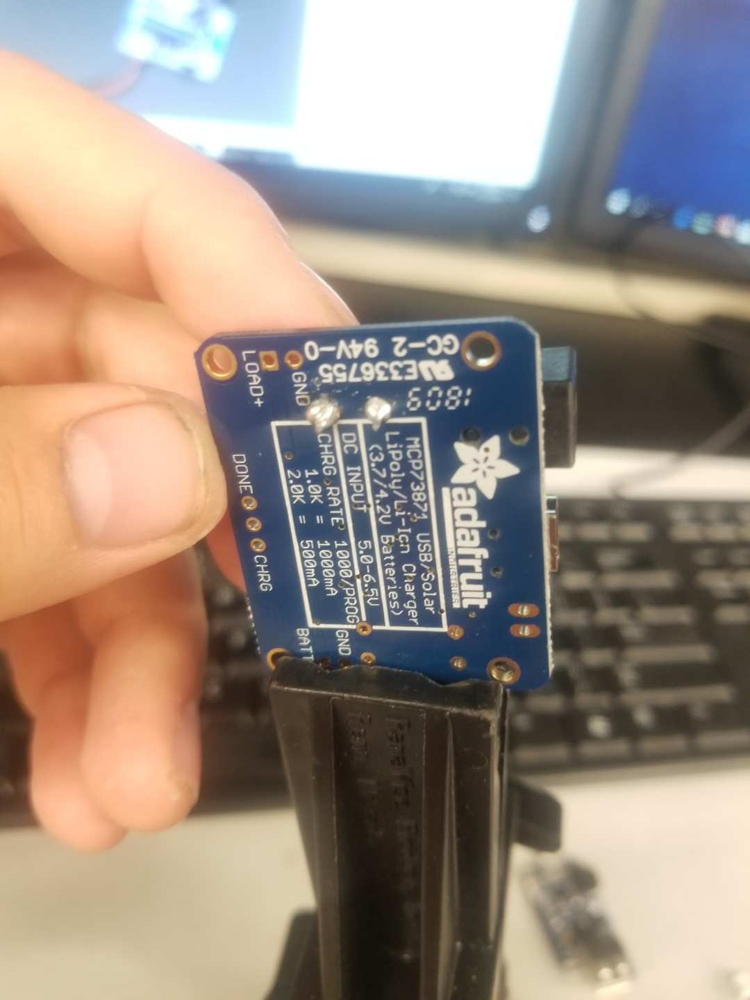 GC-2 94V-0
E336755
1809
LOAD+
GND
DONE
CHRG
adafruit
INDUSTRIES
MCP73871 USB/Solar
LiPoly/Li-Ion Charger
(3.7/4.2V Batteries)
DC INPUT 5.0-6.5V
CHRG RATE 1000/PROG
1.0K = 1000mA
2.0K = 500mA
GND
BATT